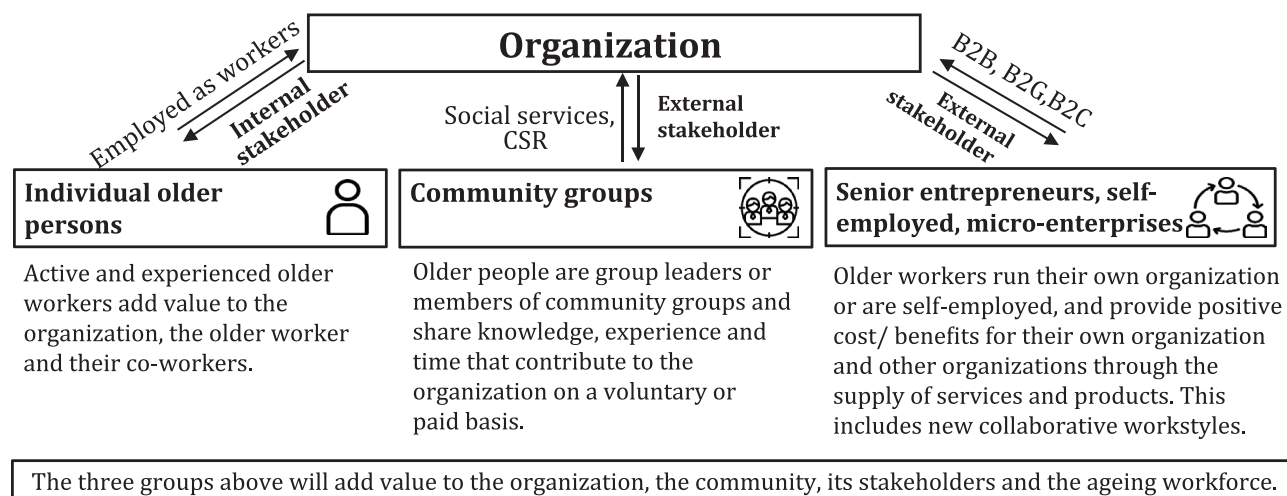 Organization
Employed as workers
Internal
stakeholder
Social services,
CSR
External
stakeholder
B2B, B2G,B2C
External
stakeholder
Individual older
persons
Active and experienced older
workers add value to the
organization, the older worker
and their co-workers.
Community groups
Older people are group leaders or
members of community groups and
share knowledge, experience and
time that contribute to the
organization on a voluntary or
paid basis.
Senior entrepreneurs, self-
employed, micro-enterprises
Older workers run their own organization
or are self-employed, and provide positive
cost/ benefits for their own organization
and other organizations through the
supply of services and products. This
includes new collaborative workstyles.
The three groups above will add value to the organization, the community, its stakeholders and the ageing workforce.